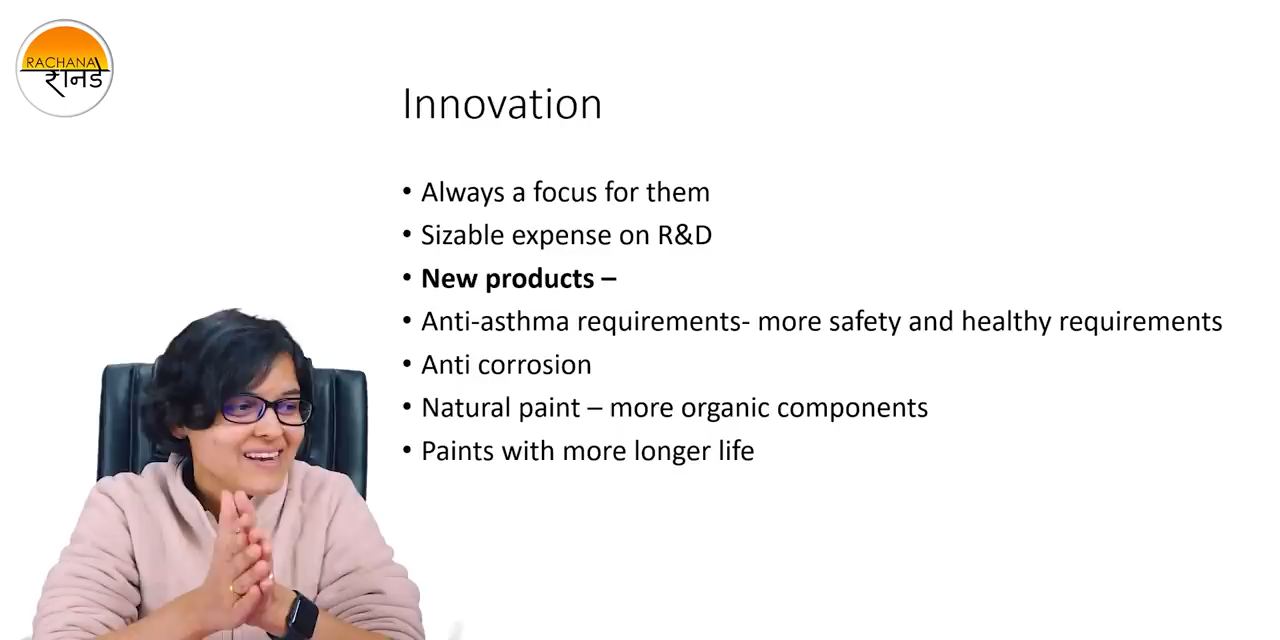 RACHANA
रानडे
Innovation
• Always a focus for them
• Sizable expense on R&D
• New products –
• Anti-asthma requirements- more safety and healthy requirements
• Anti corrosion
• Natural paint – more organic components
• Paints with more longer life